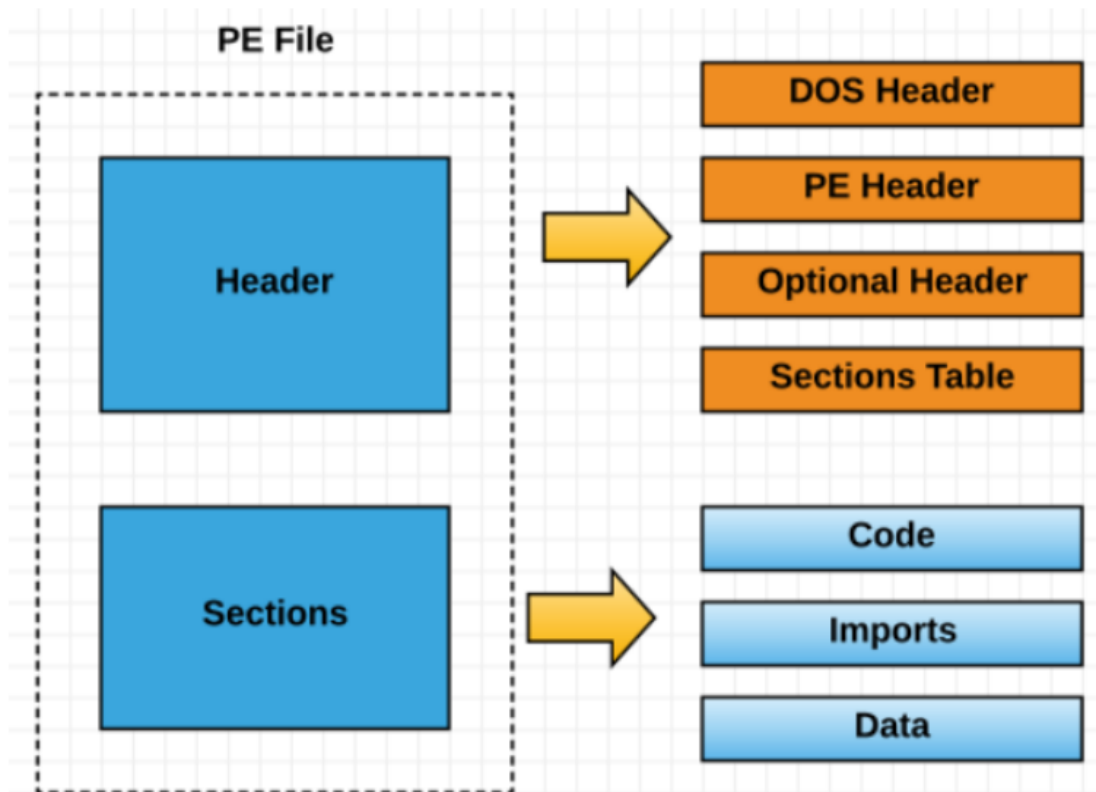 PE File
Header
DOS Header
PE Header
Optional Header
Sections Table
Sections
Code
Imports
Data